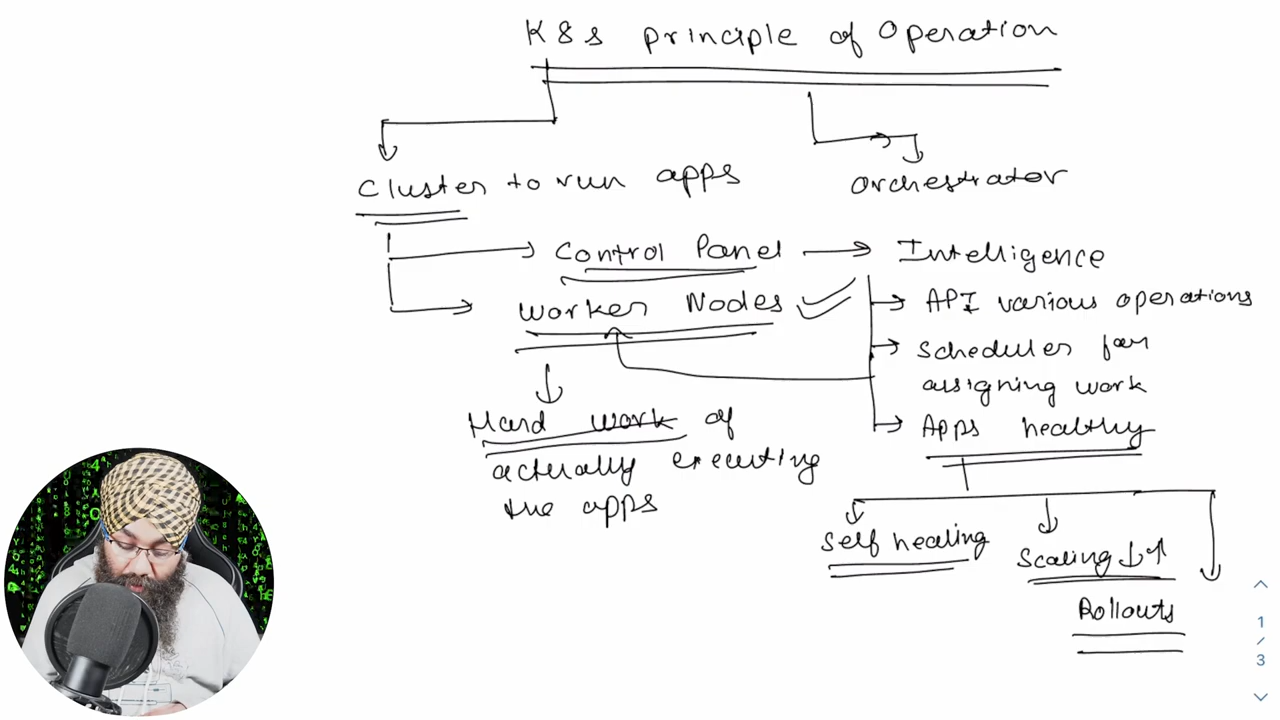 K8s principle of Operation
Cluster to run apps
Orchestrator
Control Panel
Intelligence
Worker Nodes
API various operations
Scheduler for
assigning work
Apps healthy
Hard work of
actually executing
the apps
Self healing
Scaling ↓↑
Rollouts
1
/
3